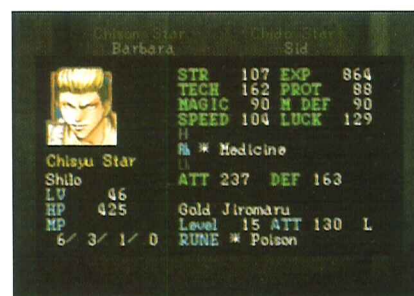 Chison Star Chido Star
Barbara Sid
STR 107 EXP 864
TECH 162 PROT 88
MAGIC 90 M DEF 90
SPEED 104 LUCK 129
H
* Medicine
Chisyu Star
Shilo
ATT 237 DEF 163
LV 46
HP 425
MP
6/ 3/ 1/ 0
Gold Jiromaru
Level 15 ATT 130 L
RUNE * Poison